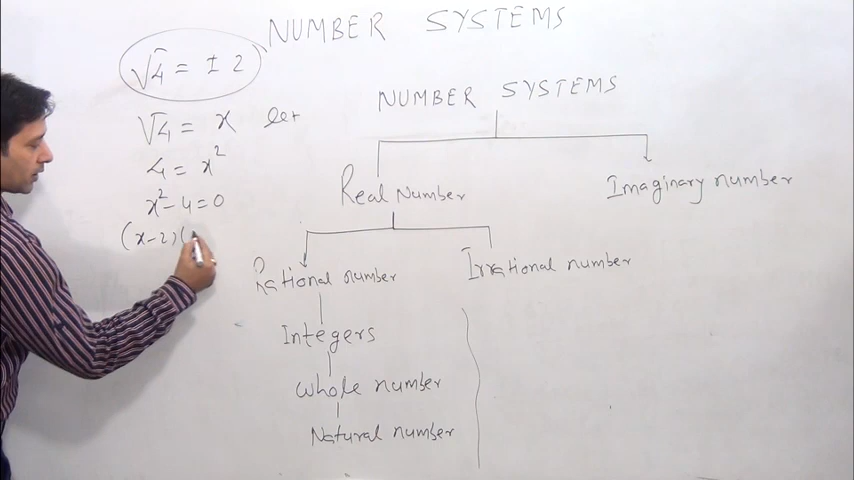 NUMBER SYSTEMS
√4 = ± 2
√4 = x let
4 = x²
x² - 4 = 0
(x-2)(
NUMBER SYSTEMS
Real Number
Imaginary number
Rational number
Irrational number
Integers
Whole number
Natural number